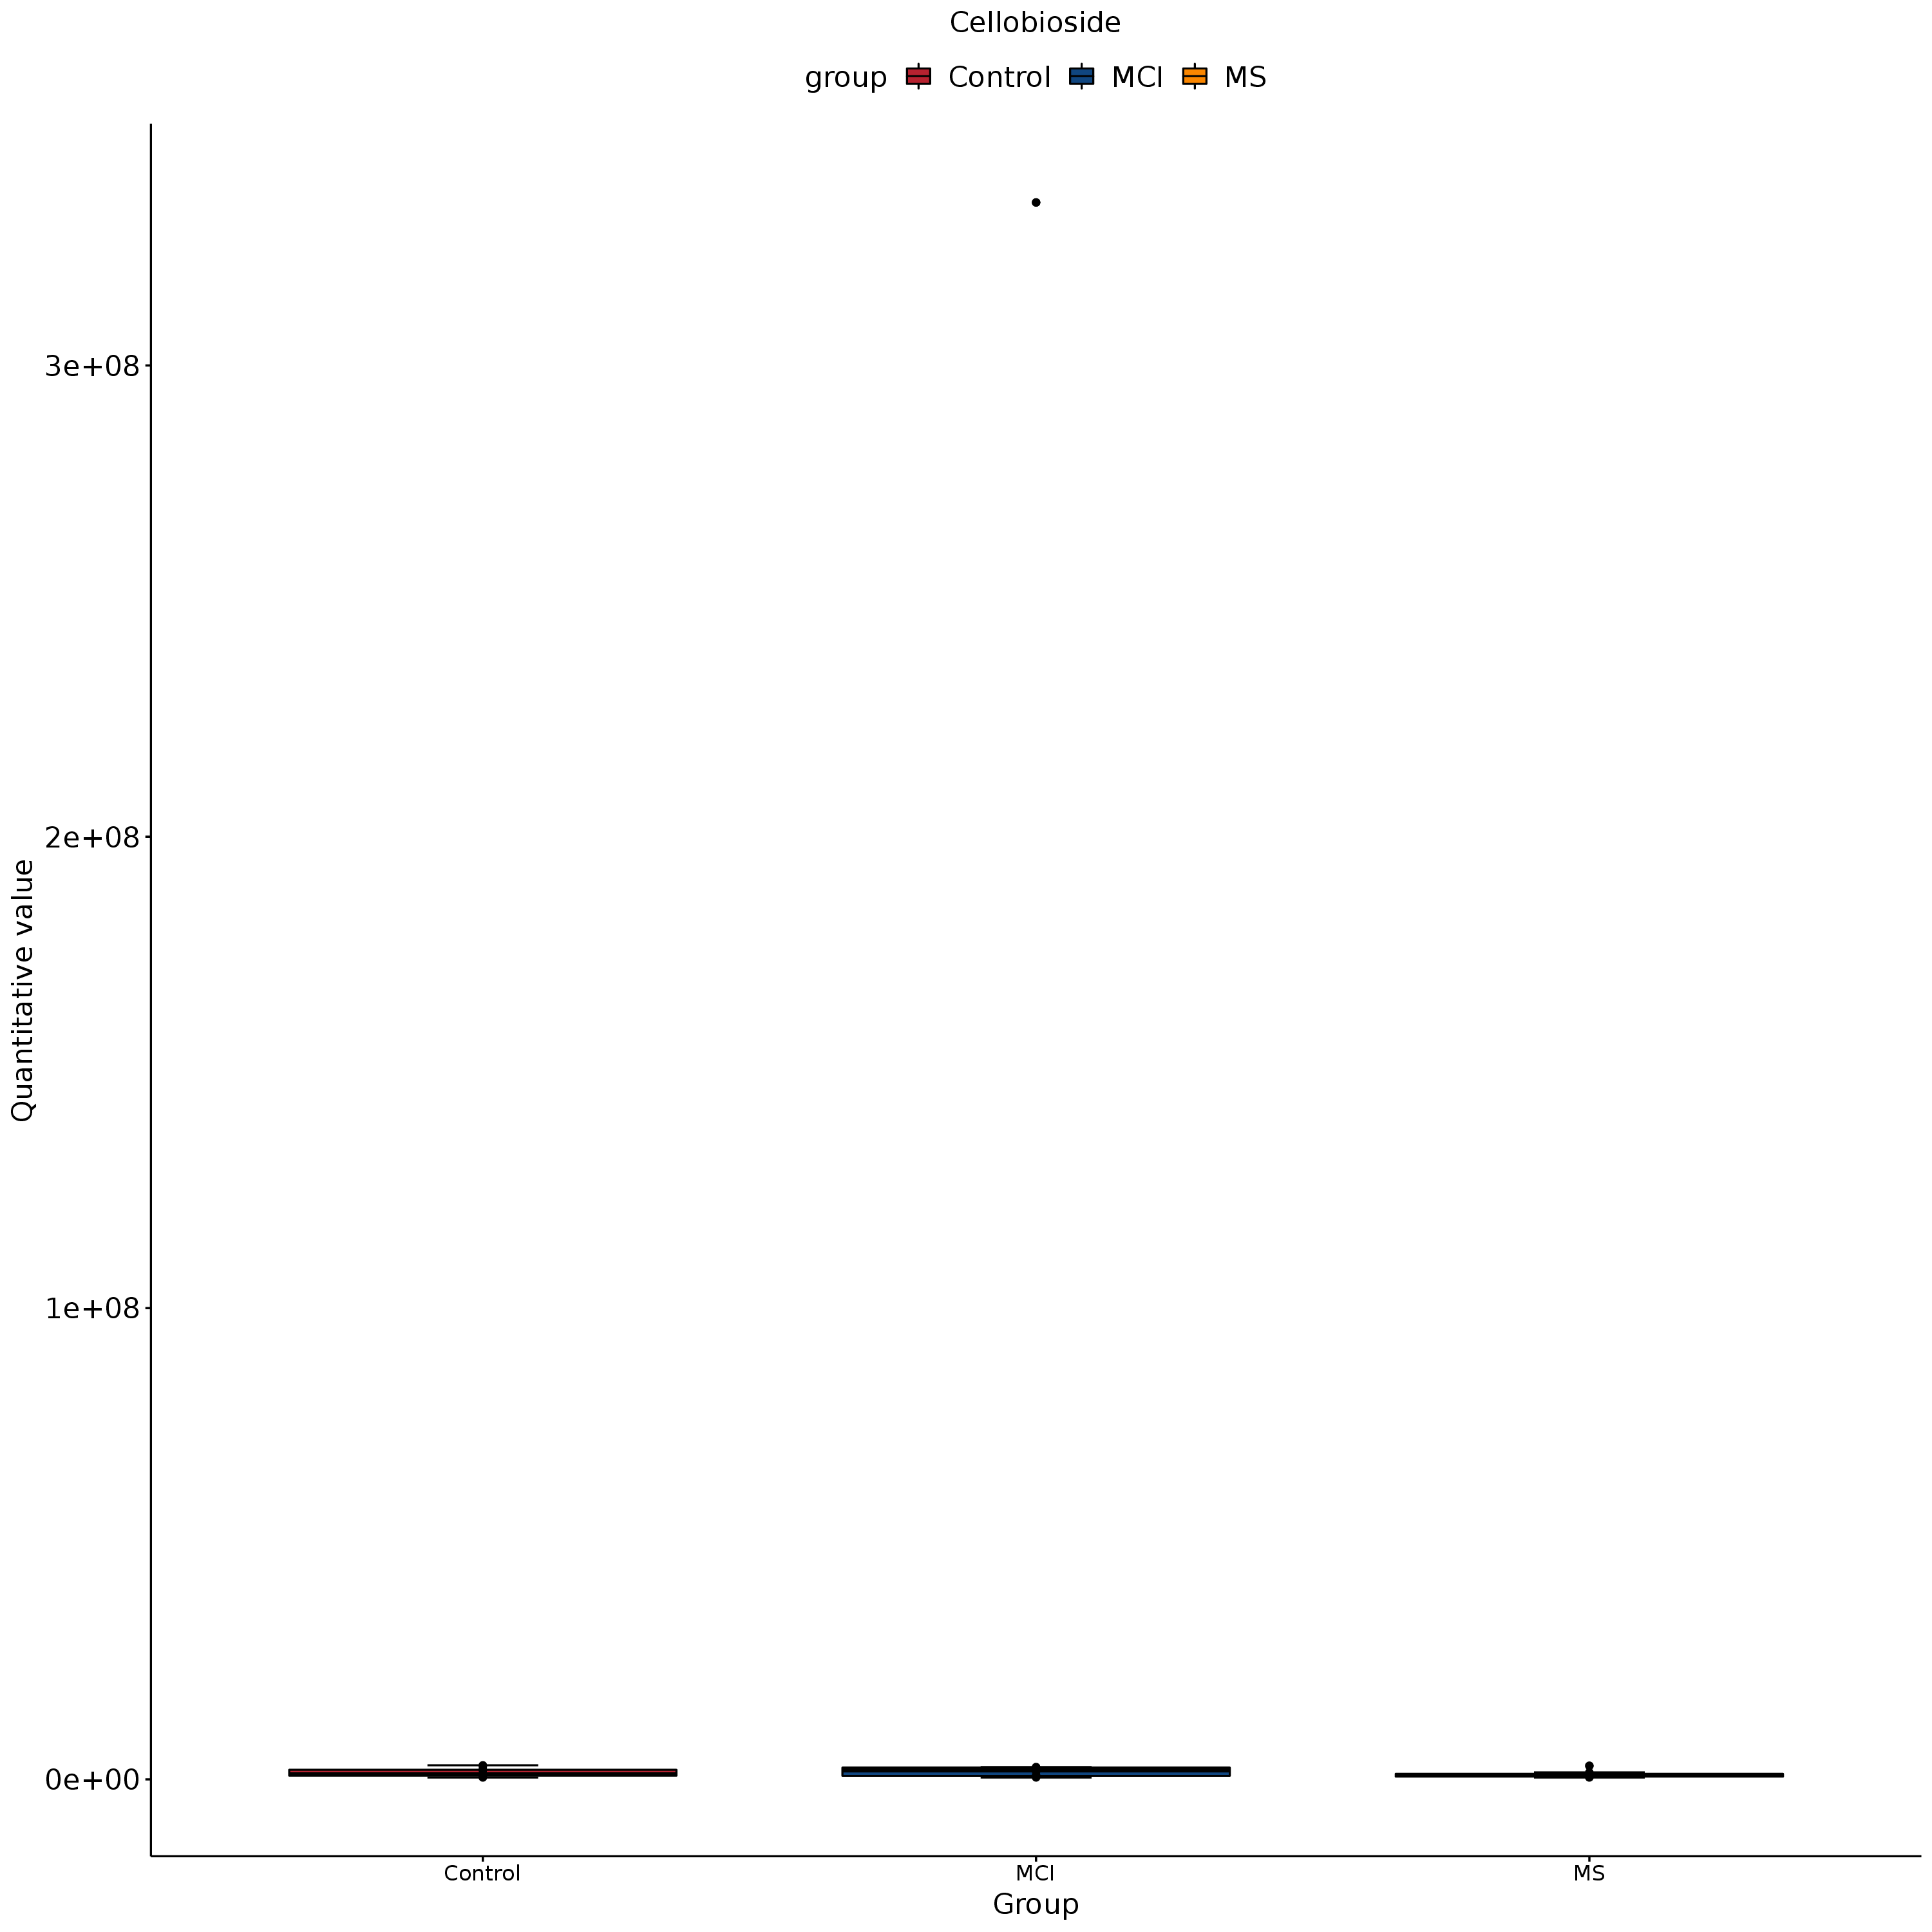 Cellobioside
group Control MCI MS
3e+08
2e+08
1e+08
0e+00
Quantitative value
Control MCI MS
Group